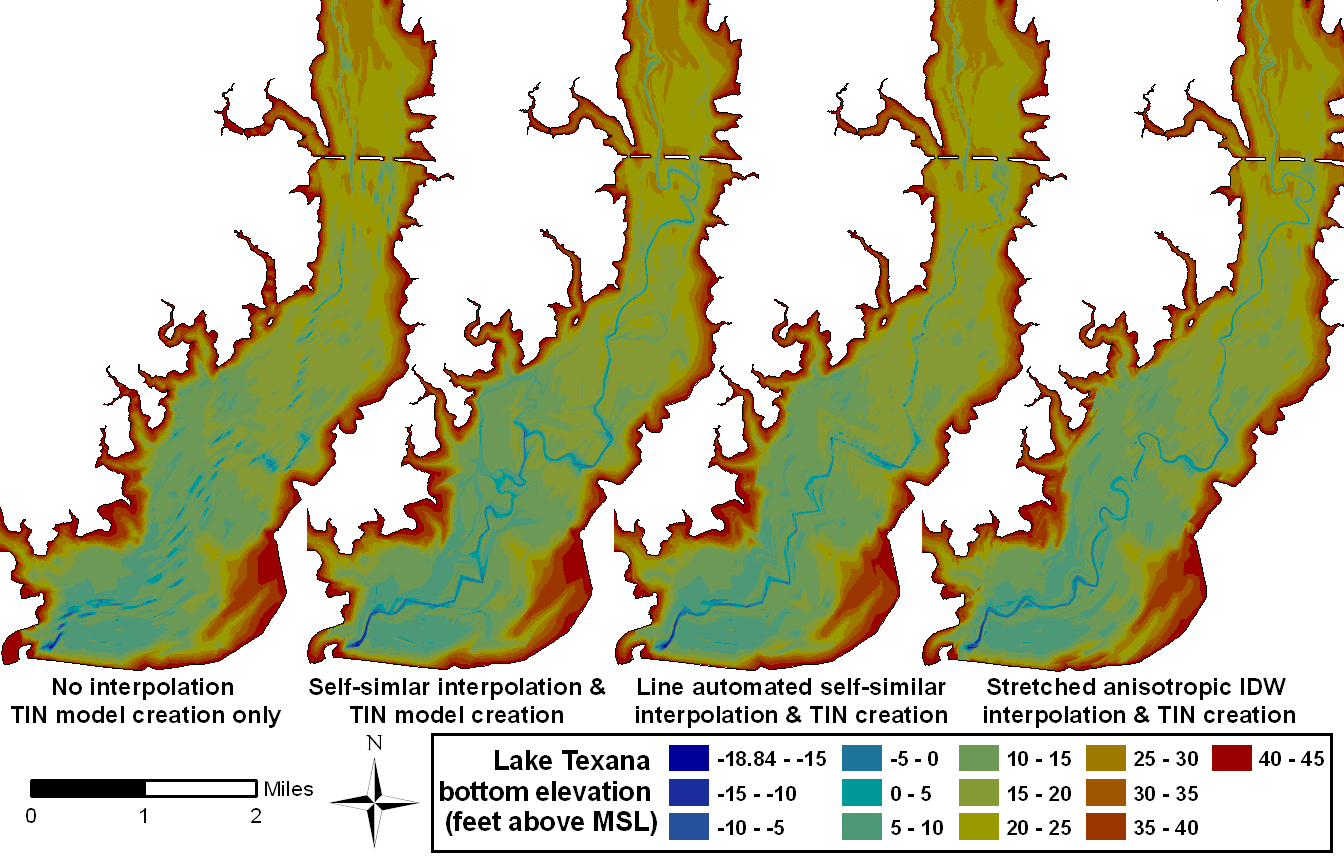 No interpolation
TIN model creation only
Self-simlar interpolation &
TIN model creation
Line automated self-similar
interpolation & TIN creation
Stretched anisotropic IDW
interpolation & TIN creation
0 1 2 Miles
N
Lake Texana
bottom elevation
(feet above MSL)
-18.84 - -15
-15 - -10
-10 - -5
-5 - 0
0 - 5
5 - 10
10 - 15
15 - 20
20 - 25
25 - 30
30 - 35
35 - 40
40 - 45